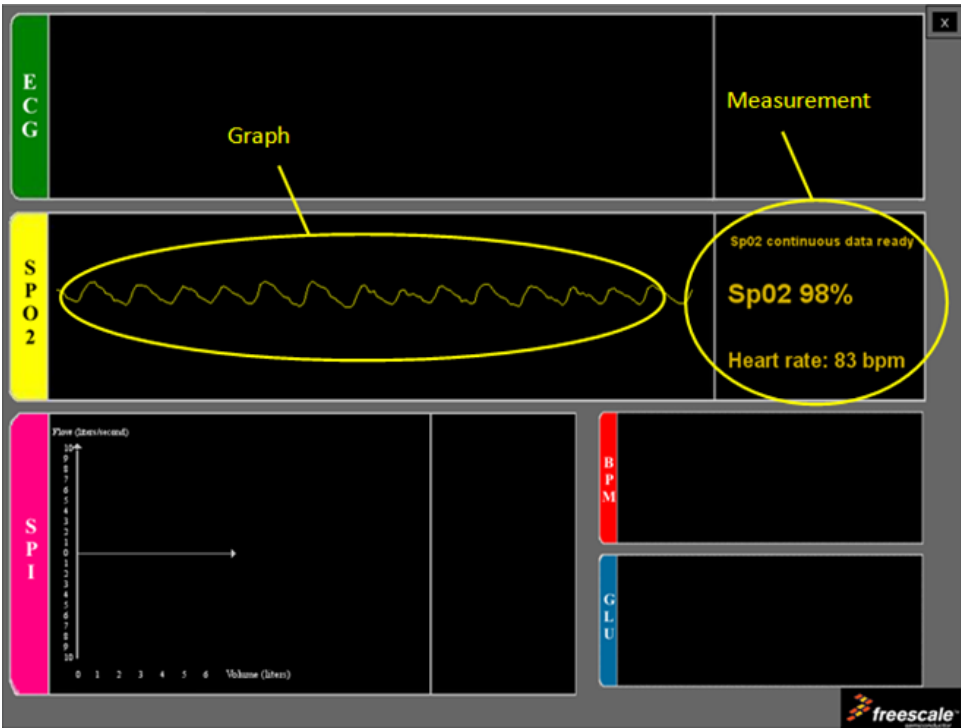 x
E
C
G
Graph
Measurement
S
P
O
2
Sp02 continuous data ready
Sp02 98%
Heart rate: 83 bpm
S
P
I
Flow (liters/second)
10
9
8
7
6
5
4
3
2
1
0
1
2
3
4
5
6
7
8
9
10
0 1 2 3 4 5 6 Volume (liters)
B
P
M
G
L
U
freescale
semiconductor